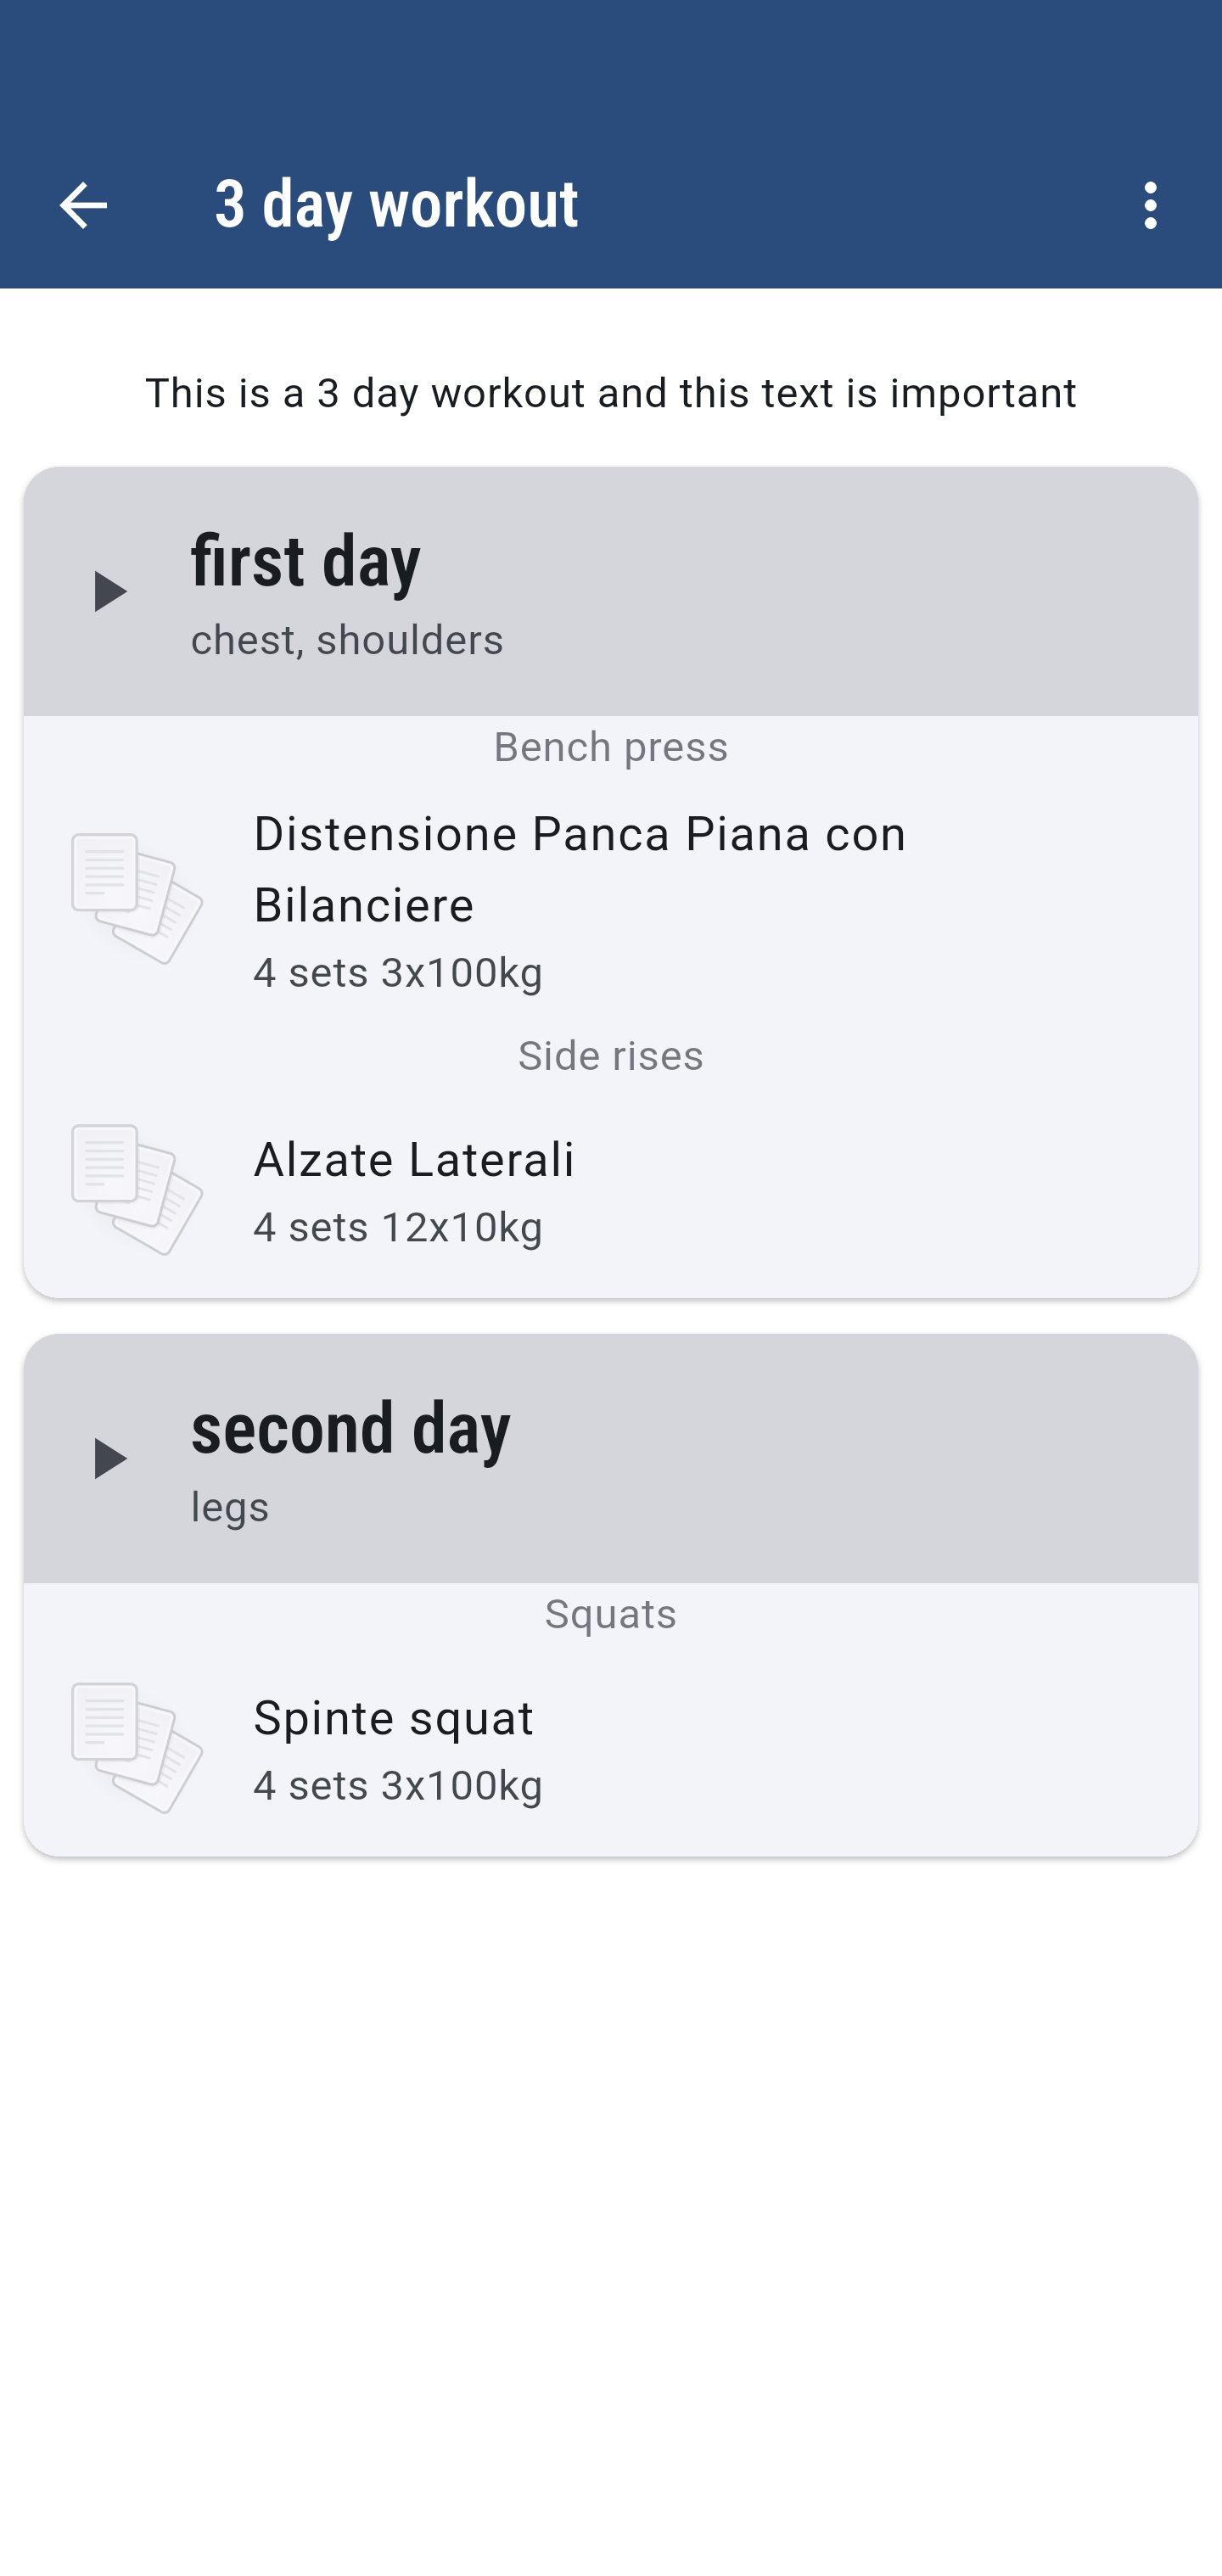 3 day workout
This is a 3 day workout and this text is important
first day
chest, shoulders
Bench press
Distensione Panca Piana con
Bilanciere
4 sets 3x100kg
Side rises
Alzate Laterali
4 sets 12x10kg
second day
legs
Squats
Spinte squat
4 sets 3x100kg